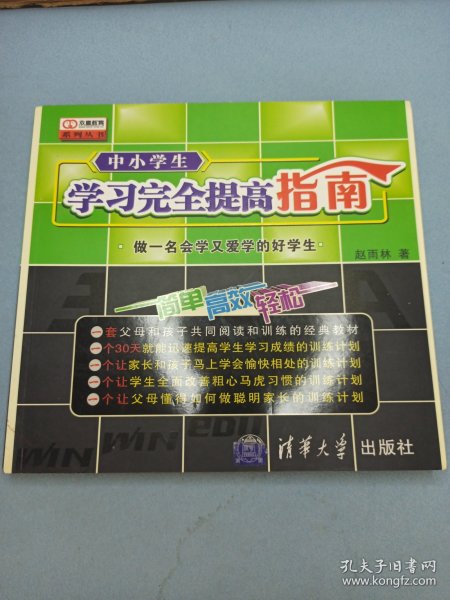 双赢教育
系列丛书
中小学生
学习完全提高指南
·做一名会学又爱学的好学生·
赵雨林 著
简单 高效 轻松
一套父母和孩子共同阅读和训练的经典教材
一个30天就能迅速提高学生学习成绩的训练计划
一个让家长和孩子马上学会愉快相处的训练计划
一个让学生全面改善粗心马虎习惯的训练计划
一个让父母懂得如何做聪明家长的训练计划
WIN WIN EDU
清华大学出版社
孔夫子旧书网
www.kongfz.com